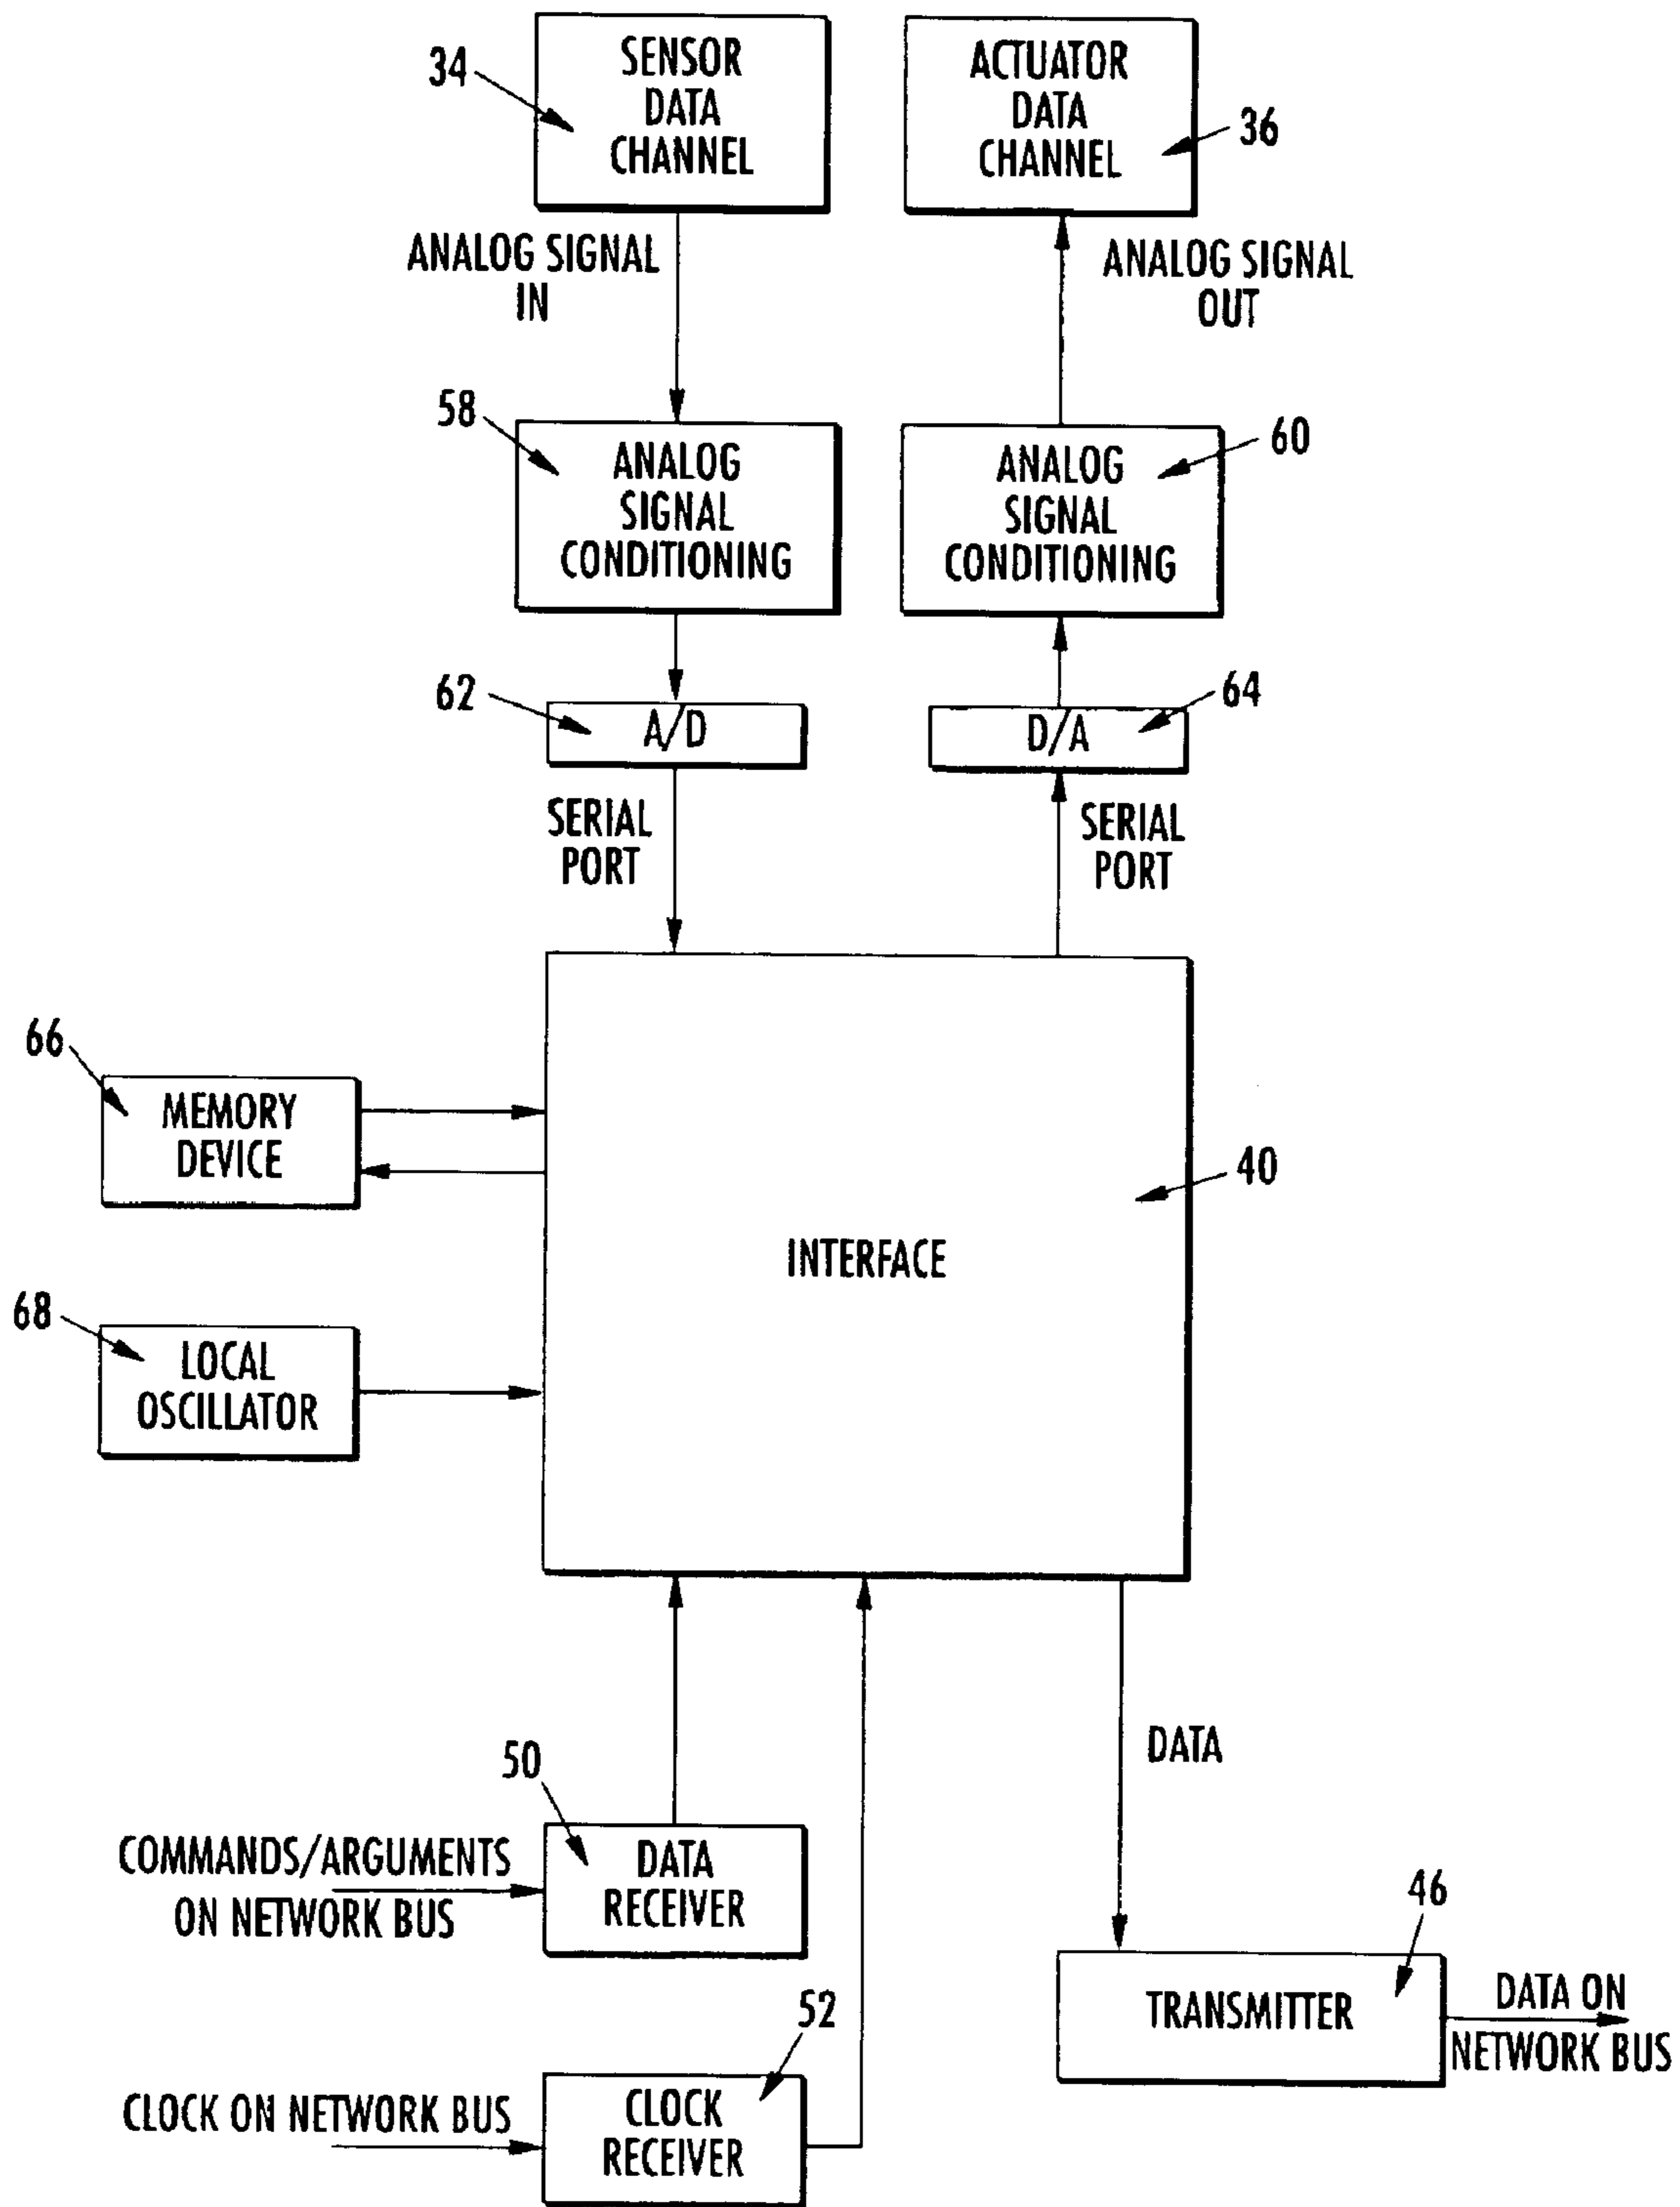 34
SENSOR
DATA
CHANNEL
ACTUATOR
DATA
CHANNEL
36
ANALOG SIGNAL
IN
ANALOG SIGNAL
OUT
58
ANALOG
SIGNAL
CONDITIONING
ANALOG
SIGNAL
CONDITIONING
60
62
A/D
D/A
64
SERIAL
PORT
SERIAL
PORT
66
MEMORY
DEVICE
INTERFACE
40
68
LOCAL
OSCILLATOR
DATA
50
COMMANDS/ARGUMENTS
ON NETWORK BUS
DATA
RECEIVER
46
TRANSMITTER
DATA ON
NETWORK BUS
52
CLOCK ON NETWORK BUS
CLOCK
RECEIVER